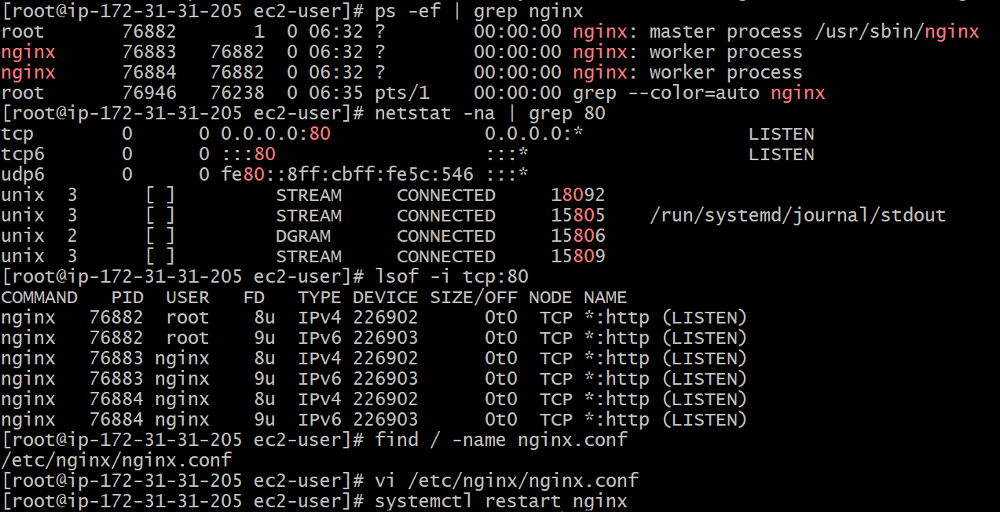 [root@ip-172-31-31-205 ec2-user]# ps -ef | grep nginx
root       76882       1  0 06:32 ?        00:00:00 nginx: master process /usr/sbin/nginx
nginx      76883   76882  0 06:32 ?        00:00:00 nginx: worker process
nginx      76884   76882  0 06:32 ?        00:00:00 nginx: worker process
root       76946   76238  0 06:35 pts/1    00:00:00 grep --color=auto nginx
[root@ip-172-31-31-205 ec2-user]# netstat -na | grep 80
tcp        0      0 0.0.0.0:80              0.0.0.0:*               LISTEN
tcp6       0      0 :::80                   :::*                    LISTEN
udp6       0      0 fe80::8ff:cbff:fe5c:546 :::*
unix  3      [ ]         STREAM     CONNECTED     18092
unix  3      [ ]         STREAM     CONNECTED     15805    /run/systemd/journal/stdout
unix  2      [ ]         DGRAM      CONNECTED     15806
unix  3      [ ]         STREAM     CONNECTED     15809
[root@ip-172-31-31-205 ec2-user]# lsof -i tcp:80
COMMAND   PID  USER   FD   TYPE DEVICE SIZE/OFF NODE NAME
nginx   76882  root    8u  IPv4 226902      0t0  TCP *:http (LISTEN)
nginx   76882  root    9u  IPv6 226903      0t0  TCP *:http (LISTEN)
nginx   76883 nginx    8u  IPv4 226902      0t0  TCP *:http (LISTEN)
nginx   76883 nginx    9u  IPv6 226903      0t0  TCP *:http (LISTEN)
nginx   76884 nginx    8u  IPv4 226902      0t0  TCP *:http (LISTEN)
nginx   76884 nginx    9u  IPv6 226903      0t0  TCP *:http (LISTEN)
[root@ip-172-31-31-205 ec2-user]# find / -name nginx.conf
/etc/nginx/nginx.conf
[root@ip-172-31-31-205 ec2-user]# vi /etc/nginx/nginx.conf
[root@ip-172-31-31-205 ec2-user]# systemctl restart nginx